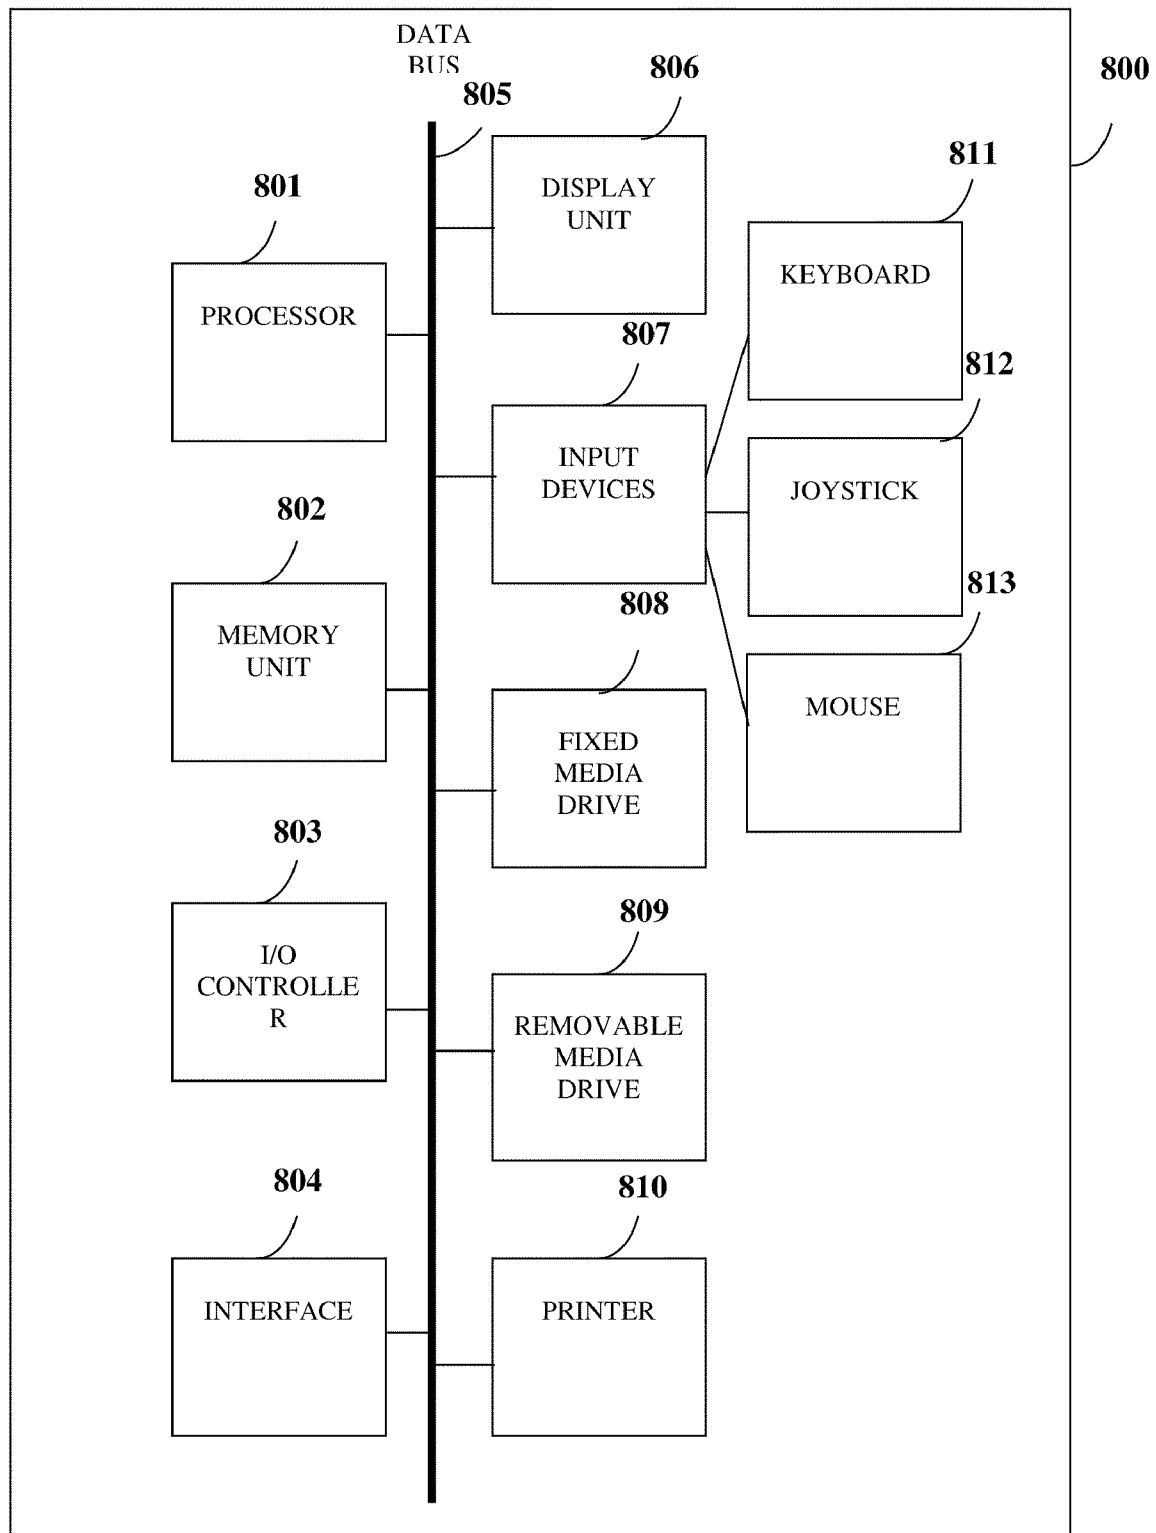 DATA
BUS
805
806
800
DISPLAY
UNIT
811
KEYBOARD
801
PROCESSOR
807
INPUT
DEVICES
812
JOYSTICK
802
MEMORY
UNIT
813
MOUSE
808
FIXED
MEDIA
DRIVE
803
I/O
CONTROLLE
R
809
REMOVABLE
MEDIA
DRIVE
804
INTERFACE
810
PRINTER